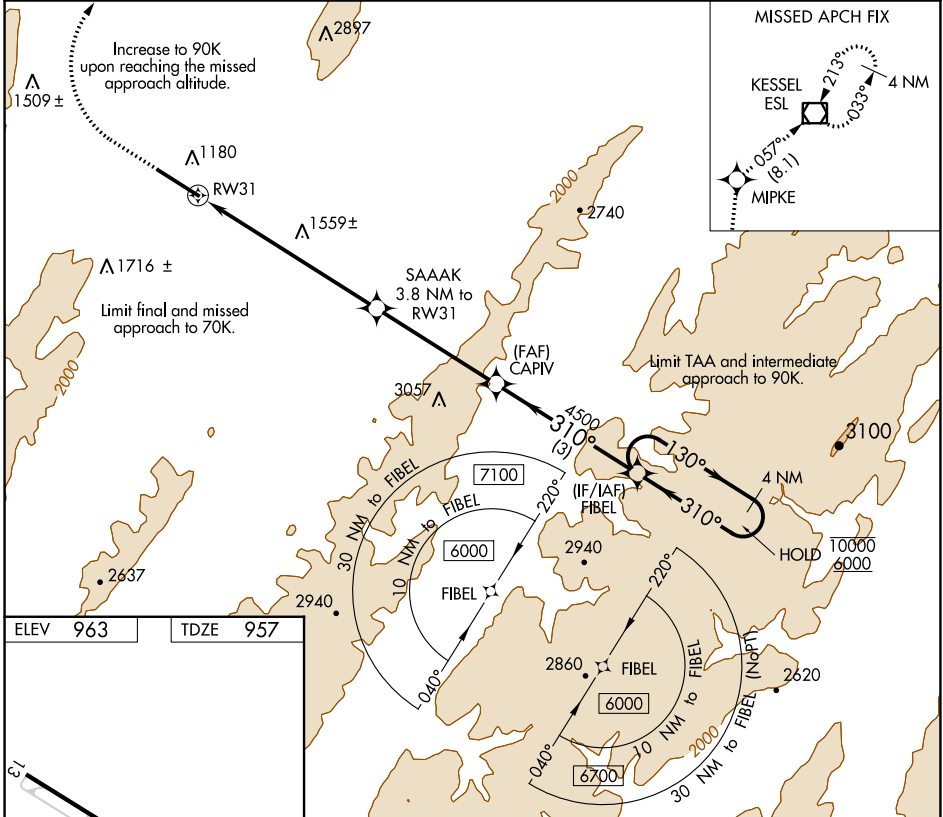 2897
Increase to 90K
upon reaching the missed
approach altitude.
1509 ±
1180
RW31
1559 ±
1716 ±
Limit final and missed
approach to 70K.
SAAAK
3.8 NM to
RW31
2000
2740
(FAF)
CAPIV
3057
Limit TAA and intermediate
approach to 90K.
2000
4500
310°
(3)
(IF/IAF)
FIBEL
130°
310°
4 NM
3100
HOLD
10000
6000
30 NM to FIBEL
7100
10 NM to FIBEL
6000
220°
FIBEL
040°
2940
2637
2940
220°
2860
FIBEL
6000
10 NM to FIBEL
6700
30 NM to FIBEL (NoPT)
040°
2000
2620
MISSED APCH FIX
KESSEL
ESL
213°
033°
4 NM
057°
(8.1)
MIPKE
ELEV 963
TDZE 957
13